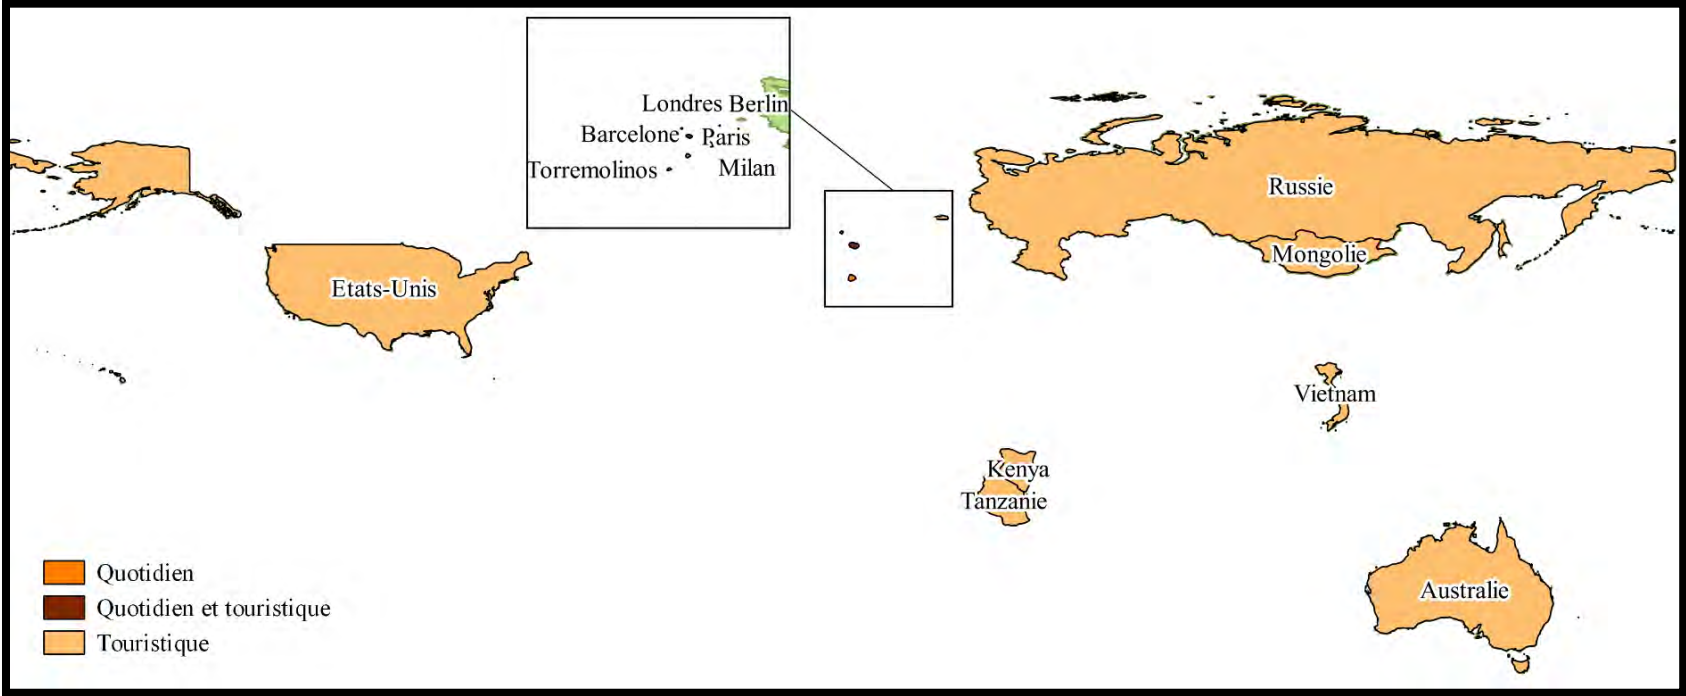 Londres Berlin
Barcelone Paris
Torremolinos Milan
Russie
Mongolie
Etats-Unis
Vietnam
Kenya
Tanzanie
Australie
Quotidien
Quotidien et touristique
Touristique